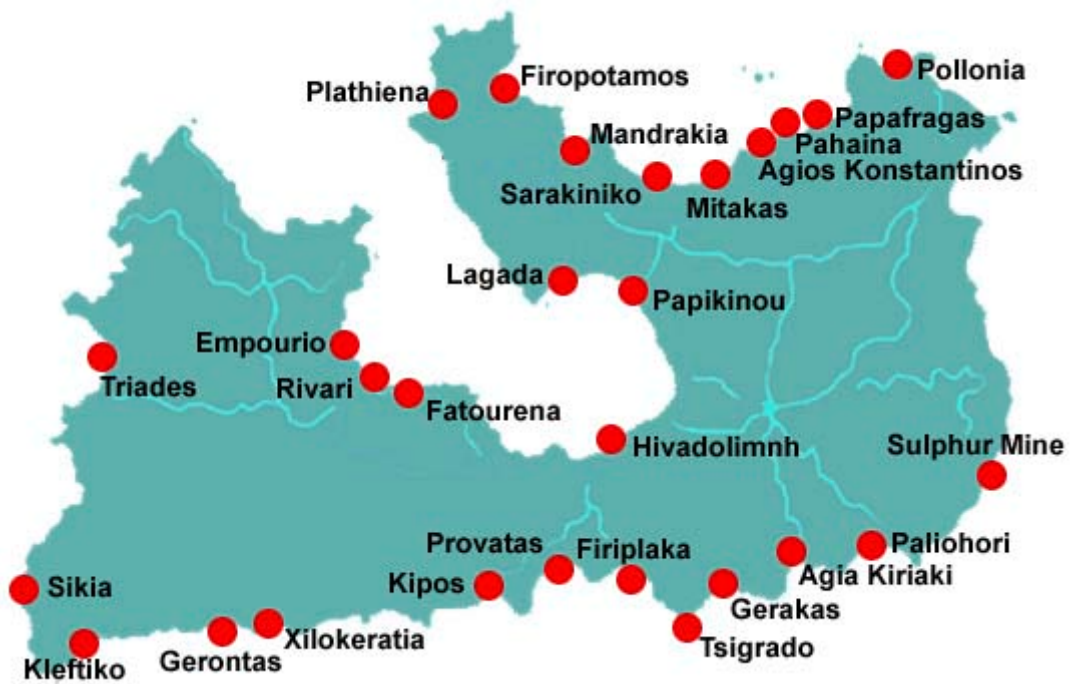 Pollonia
Firopotamos
Plathiena
Papafragas
Mandrakia
Pahaina
Agios Konstantinos
Sarakiniko
Mitakas
Lagada
Papikinou
Empourio
Triades
Rivari
Fatourena
Hivadolimnh
Sulphur Mine
Provatas
Firiplaka
Paliohori
Kipos
Agia Kiriaki
Sikia
Gerakas
Xilokeratia
Tsigrado
Kleftiko
Gerontas